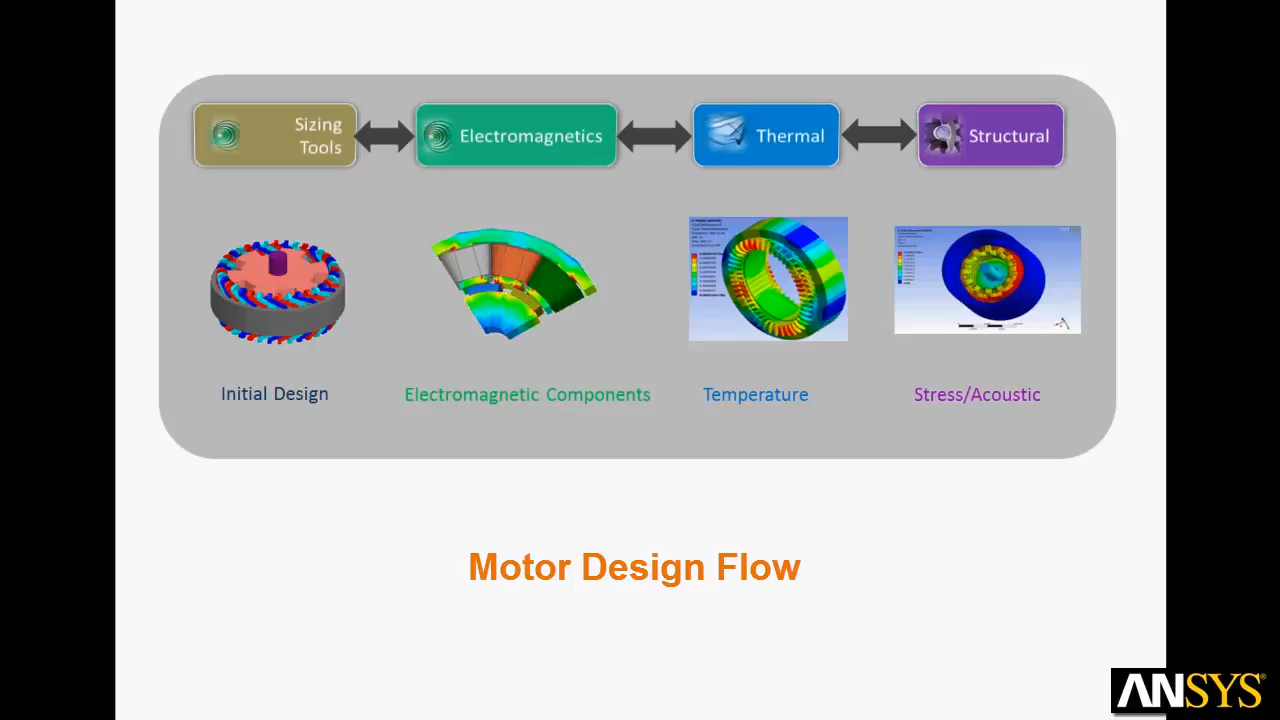 Sizing
Tools
Electromagnetics
Thermal
Structural
Initial Design
Electromagnetic Components
Temperature
Stress/Acoustic
Motor Design Flow
ANSYS®